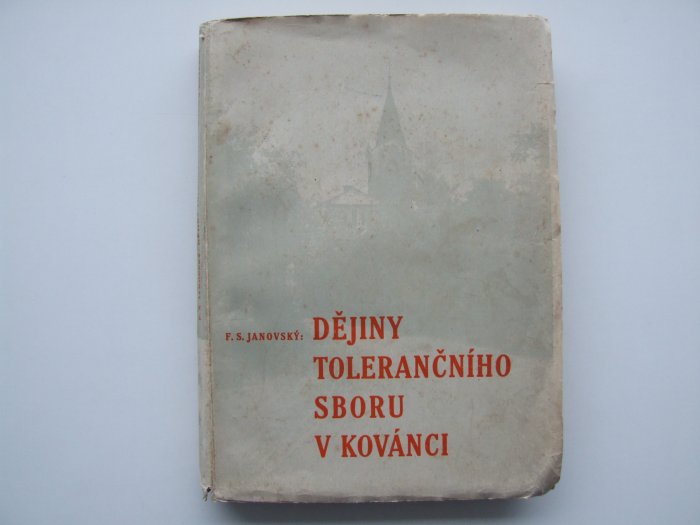 F. S. JANOVSKÝ: DĚJINY
TOLERANČNÍHO
SBORU
V KOVÁNCI